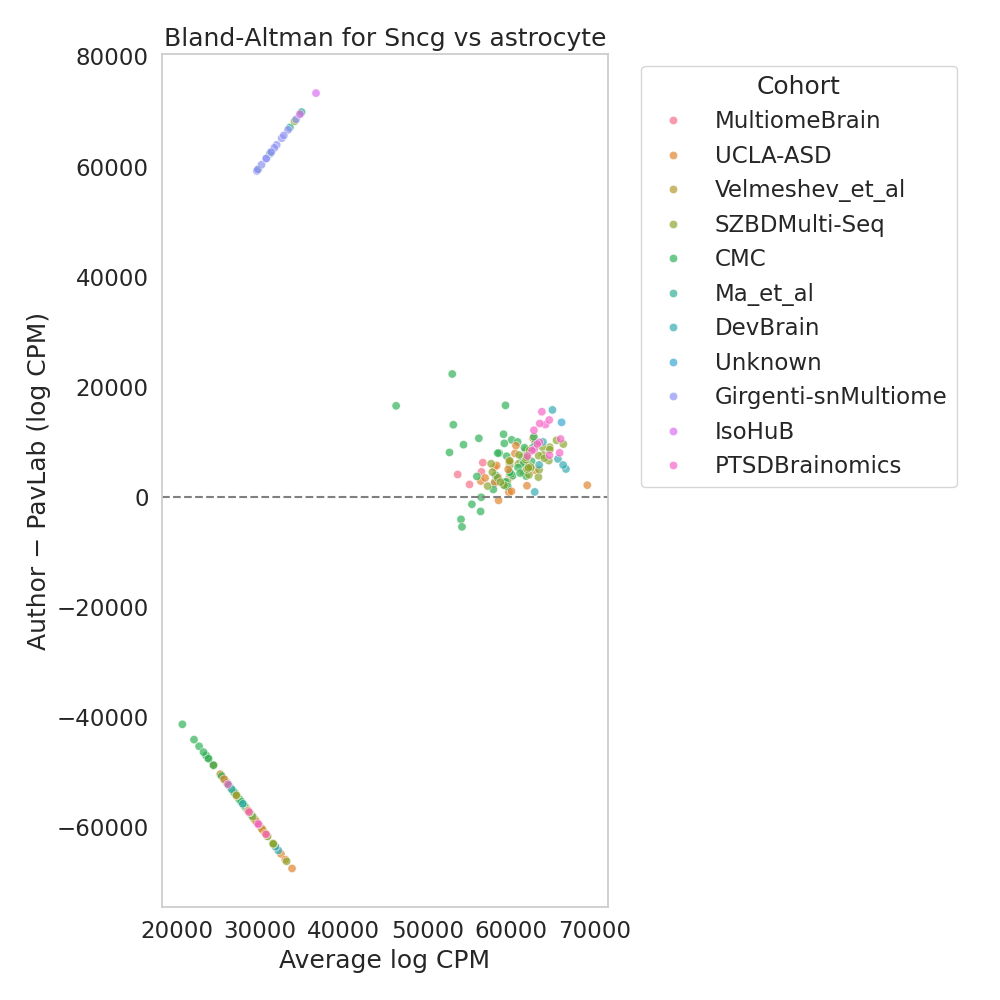 Bland-Altman for Sncg vs astrocyte
80000
60000
40000
20000
0
−20000
−40000
−60000
Author − PavLab (log CPM)
20000 30000 40000 50000 60000 70000
Average log CPM
Cohort
MultiomeBrain
UCLA-ASD
Velmeshev_et_al
SZBDMulti-Seq
CMC
Ma_et_al
DevBrain
Unknown
Girgenti-snMultiome
IsoHuB
PTSDBrainomics